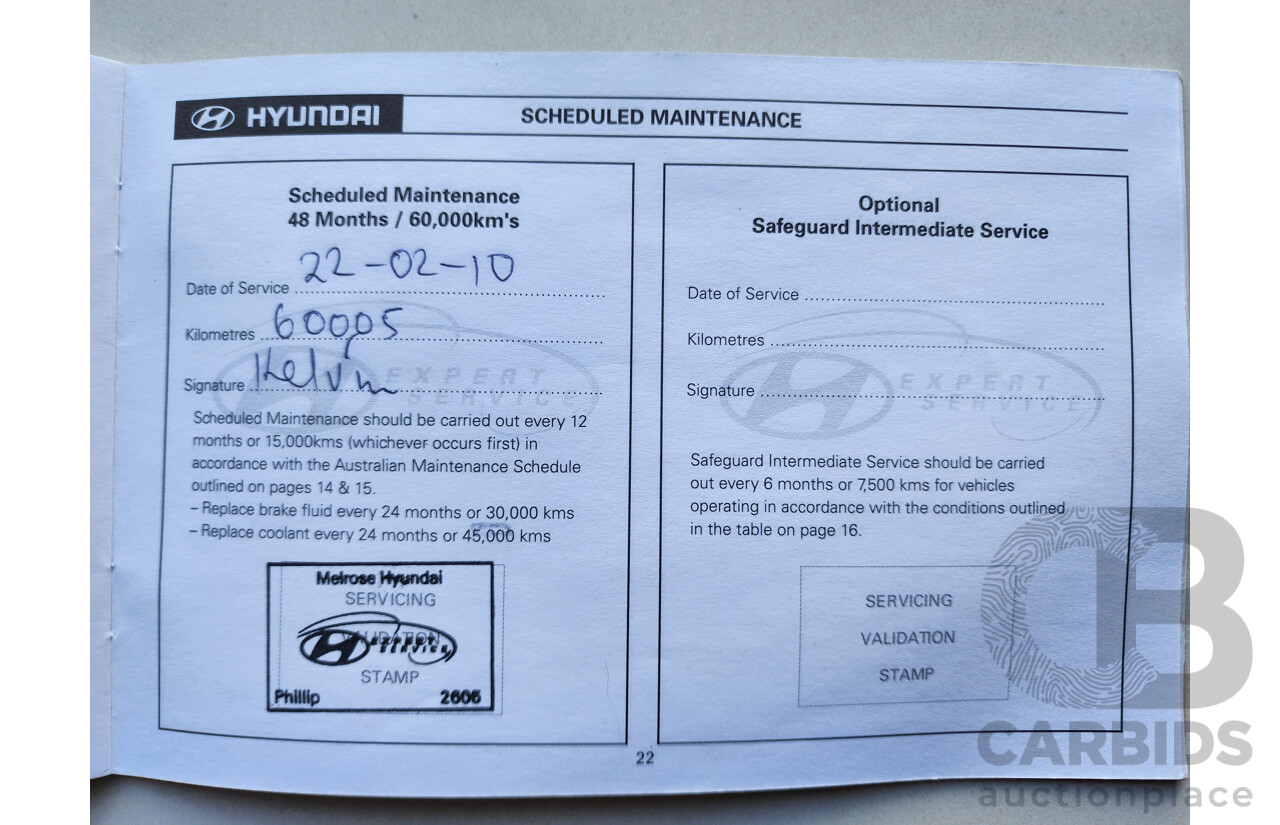 HYUNDAI
SCHEDULED MAINTENANCE
Scheduled Maintenance
48 Months / 60,000km's
Date of Service 22-02-10
Kilometres 60005
Signature Kelvin
EXPERT
SERVICE
Scheduled Maintenance should be carried out every 12
months or 15,000kms (whichever occurs first) in
accordance with the Australian Maintenance Schedule
outlined on pages 14 & 15.
– Replace brake fluid every 24 months or 30,000 kms
– Replace coolant every 24 months or 45,000 kms
Melrose Hyundai
SERVICING
VALIDATION
EXPERT
SERVICE
STAMP
Phillip 2606
Optional
Safeguard Intermediate Service
Date of Service
Kilometres
Signature
EXPERT
SERVICE
Safeguard Intermediate Service should be carried
out every 6 months or 7,500 kms for vehicles
operating in accordance with the conditions outlined
in the table on page 16.
SERVICING
VALIDATION
STAMP
22
CB
CARBIDS
auctionplace